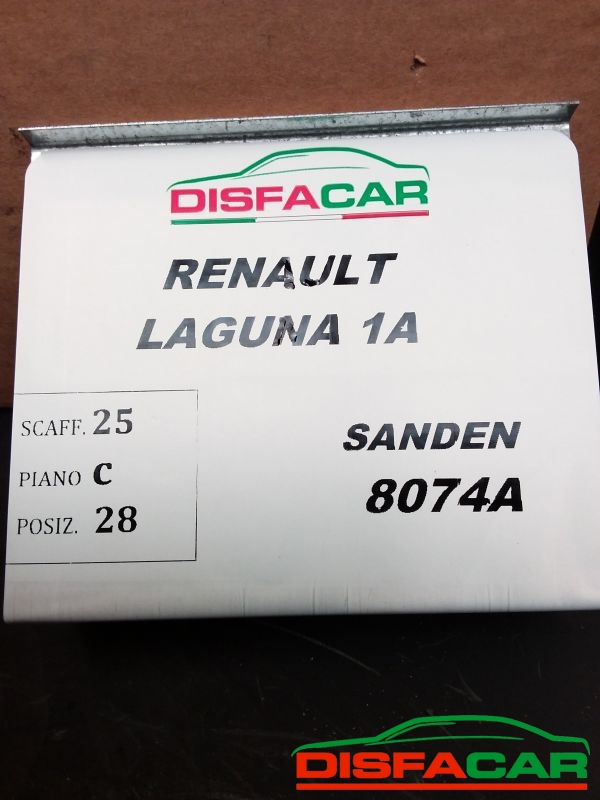 DISFACAR
RENAULT
LAGUNA 1A
SCAFF. 25
PIANO C
POSIZ. 28
SANDEN
8074A
DISFACAR